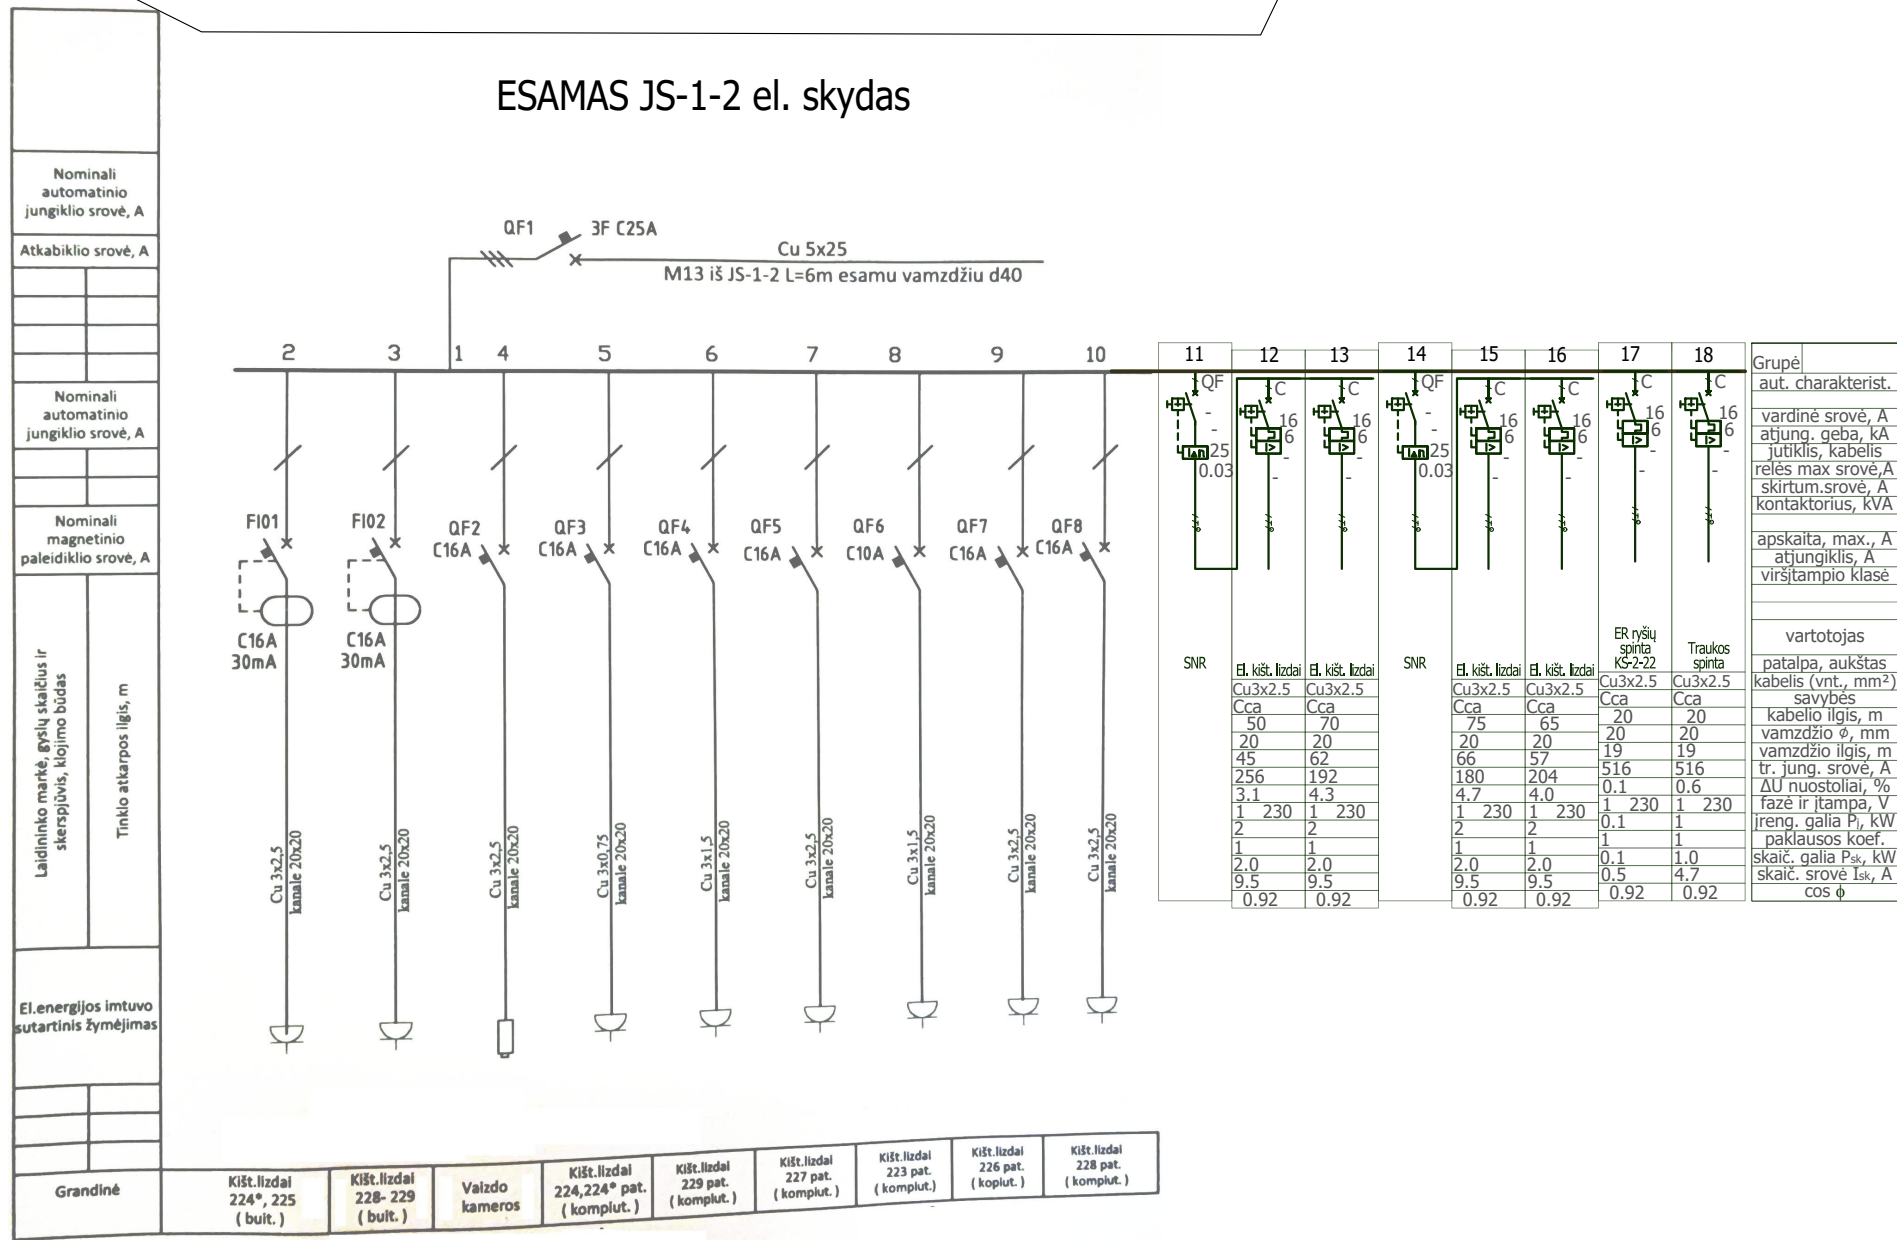 ESAMAS JS-1-2 el. skydas
Nominali
automatinio
jungiklio srovė, A
Atkabiklio srovė, A
Nominali
automatinio
jungiklio srovė, A
Nominali
magnetinio
paleidiklio srovė, A
Laidininko markė, gyslų skaičius ir
skerspjūvis, klojimo būdas
Tinklo atkarpos ilgis, m
El.energijos imtuvo
sutartinis žymėjimas
Grandinė
QF1 3F C25A
Cu 5x25
M13 iš JS-1-2 L=6m esamu vamzdžiu d40
2 3 1 4 5 6 7 8 9 10
FI01
C16A
30mA
FI02
C16A
30mA
QF2
C16A
QF3
C16A
QF4
C16A
QF5
C16A
QF6
C10A
QF7
C16A
QF8
C16A
Cu 3x2,5
kanale 20x20
Cu 3x2,5
kanale 20x20
Cu 3x2,5
kanale 20x20
Cu 3x0,75
kanale 20x20
Cu 3x1,5
kanale 20x20
Cu 3x2,5
kanale 20x20
Cu 3x1,5
kanale 20x20
Cu 3x2,5
kanale 20x20
Cu 3x2,5
kanale 20x20
Kišt.lizdai
224*, 225
( buit. )
Kišt.lizdai
228- 229
( buit. )
Vaizdo
kameros
Kišt.lizdai
224,224* pat.
( kompiut. )
Kišt.lizdai
229 pat.
( kompiut. )
Kišt.lizdai
227 pat.
( kompiut. )
Kišt.lizdai
223 pat.
( kompiut.)
Kišt.lizdai
226 pat.
( kopiut. )
Kišt.lizdai
228 pat.
( kompiut. )
11 12 13 14 15 16 17 18 Grupė
QF C C QF C C C C aut. charakterist.
- 16 16 - 16 16 16 16 vardinė srovė, A
- 6 6 - 6 6 6 6 atjung. geba, kA
jutiklis, kabelis
25 - - 25 - - - - relės max srovė,A
0.03 - - 0.03 - - - - skirtum.srovė, A
kontaktorius, kVA
apskaita, max., A
atjungiklis, A
viršįtampio klasė
SNR
El. kišt. lizdai
El. kišt. lizdai
SNR
El. kišt. lizdai
El. kišt. lizdai
ER ryšių
spinta
KS-2-22
Traukos
spinta
vartotojas
patalpa, aukštas
Cu3x2.5 Cu3x2.5 Cu3x2.5 Cu3x2.5 Cu3x2.5 Cu3x2.5 kabelis (vnt., mm²)
Cca Cca Cca Cca Cca Cca savybės
50 70 75 65 20 20 kabelio ilgis, m
20 20 20 20 20 20 vamzdžio ϕ, mm
45 62 66 57 19 19 vamzdžio ilgis, m
256 192 180 204 516 516 tr. jung. srovė, A
3.1 4.3 4.7 4.0 0.1 0.6 ΔU nuostoliai, %
1 230 1 230 1 230 1 230 1 230 1 230 fazė ir įtampa, V
2 2 2 2 0.1 1 įreng. galia Pᵢ, kW
1 1 1 1 1 1 paklausos koef.
2.0 2.0 2.0 2.0 0.1 1.0 skaič. galia Psk, kW
9.5 9.5 9.5 9.5 0.5 4.7 skaič. srovė Isk, A
0.92 0.92 0.92 0.92 0.92 0.92 cos ϕ